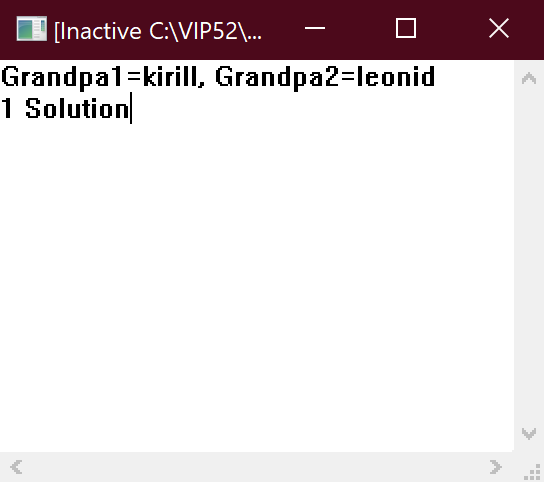 [Inactive C:\VIP52\...
Grandpa1=kirill, Grandpa2=leonid
1 Solution